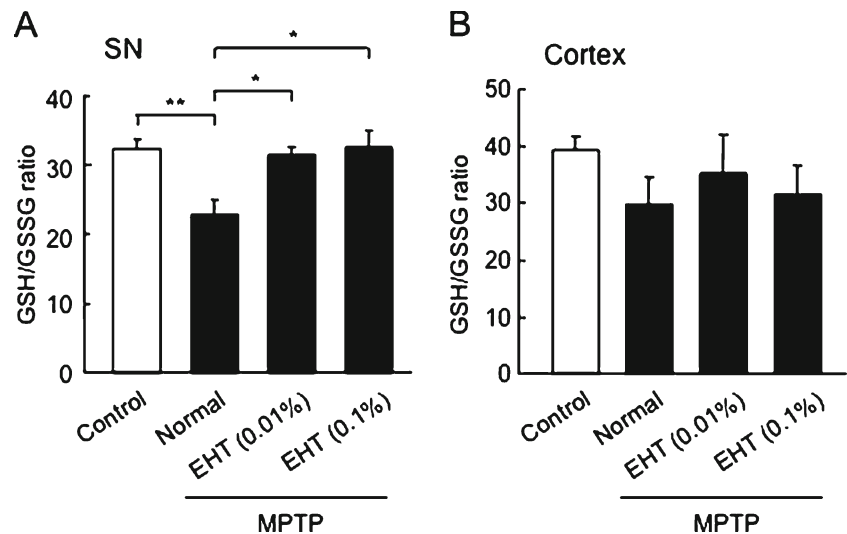 A
SN
*
*
**
GSH/GSSG ratio
40
30
20
10
0
Control
Normal
EHT (0.01%)
EHT (0.1%)
MPTP
B
Cortex
GSH/GSSG ratio
50
40
30
20
10
0
Control
Normal
EHT (0.01%)
EHT (0.1%)
MPTP